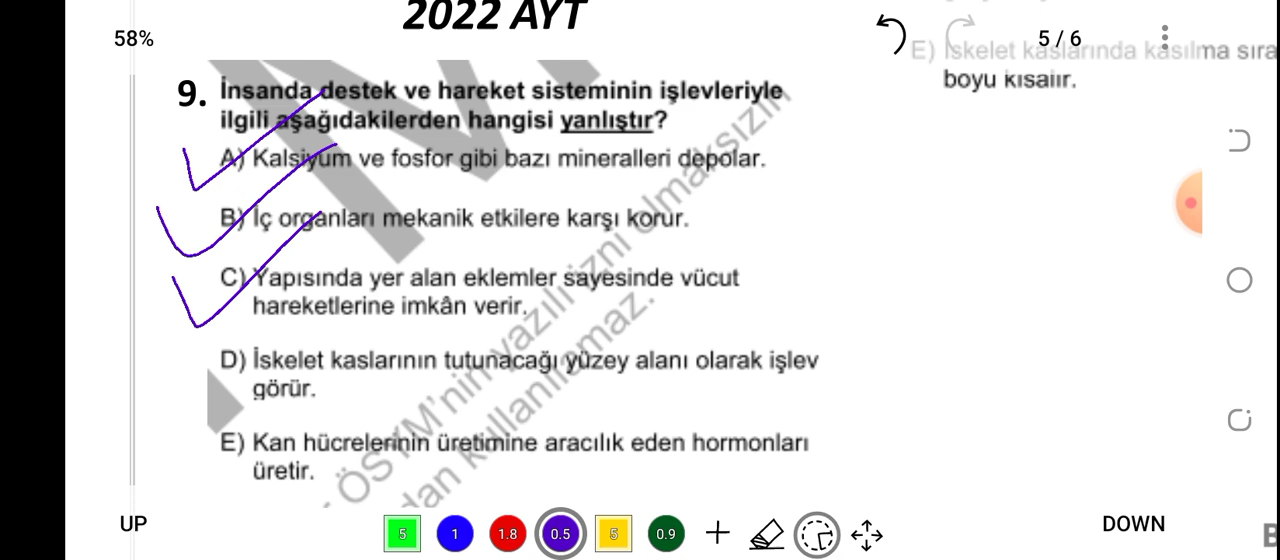 2022 AYT
58%
5 / 6
E) İskelet kaslarında kasılma sıra
boyu kısalır.
9. İnsanda destek ve hareket sisteminin işlevleriyle
ilgili aşağıdakilerden hangisi yanlıştır?
A) Kalsiyum ve fosfor gibi bazı mineralleri depolar.
B) İç organları mekanik etkilere karşı korur.
C) Yapısında yer alan eklemler sayesinde vücut
hareketlerine imkân verir.
D) İskelet kaslarının tutunacağı yüzey alanı olarak işlev
görür.
E) Kan hücrelerinin üretimine aracılık eden hormonları
üretir.
ÖSYM'nin yazılı izni olmaksızın
kullanılamaz.
UP
5 1 1.8 0.5 5 0.9
DOWN